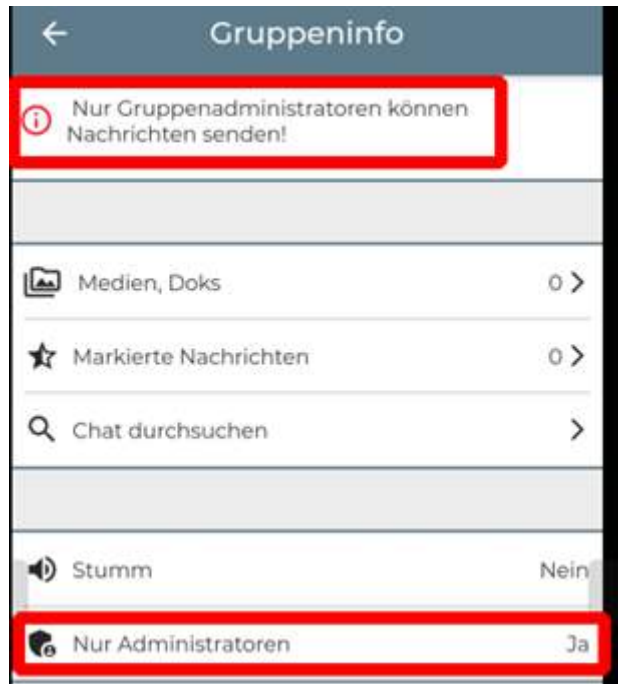 Gruppeninfo
Nur Gruppenadministratoren können
Nachrichten senden!
Medien, Doks 0
Markierte Nachrichten 0
Chat durchsuchen
Stumm Nein
Nur Administratoren Ja